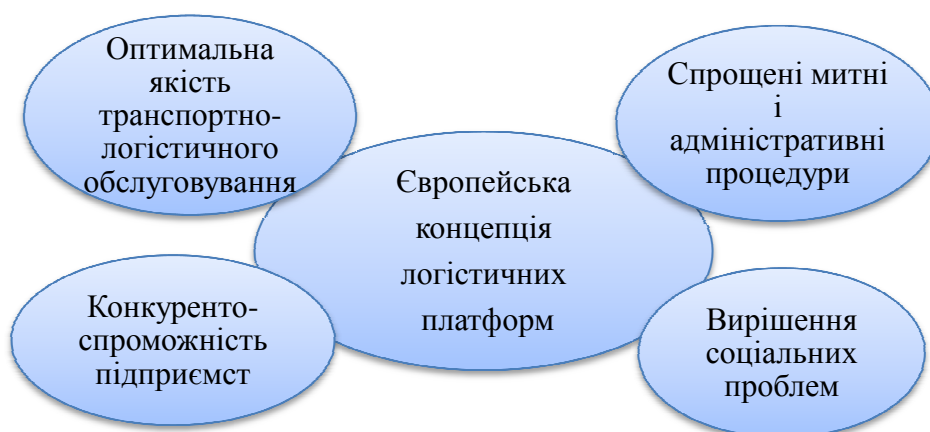 Оптимальна
якість
транспортно-
логістичного
обслуговування
Спрощені митні
і
адміністративні
процедури
Європейська
концепція
логістичних
платформ
Конкуренто-
спроможність
підприємст
Вирішення
соціальних
проблем